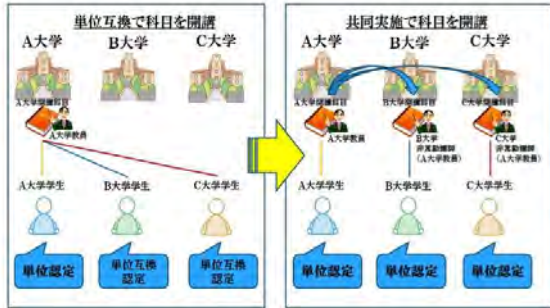 単位互換で科目を開講
A大学 B大学 C大学
A大学開講科目
A大学教員
A大学学生 B大学学生 C大学学生
単位認定 単位互換認定 単位互換認定
共同実施で科目を開講
A大学 B大学 C大学
A大学開講科目 B大学開講科目 C大学開講科目
A大学教員
B大学
非常勤講師
(A大学教員)
C大学
非常勤講師
(A大学教員)
A大学学生 B大学学生 C大学学生
単位認定 単位認定 単位認定